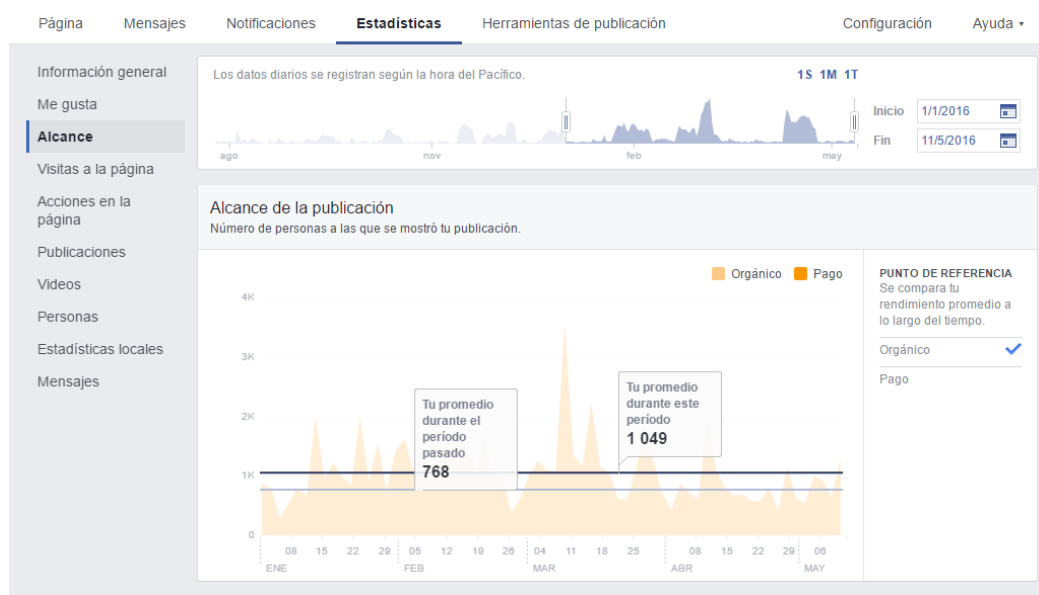 Página Mensajes Notificaciones Estadísticas Herramientas de publicación Configuración Ayuda
Información general
Me gusta
Alcance
Visitas a la página
Acciones en la
página
Publicaciones
Videos
Personas
Estadísticas locales
Mensajes
Los datos diarios se registran según la hora del Pacífico.
1S 1M 1T
Inicio 1/1/2016
Fin 11/5/2016
ago nov feb may
Alcance de la publicación
Número de personas a las que se mostró tu publicación.
Orgánico Pago
4K
3K
2K
1K
0
Tu promedio
durante el
período
pasado
768
Tu promedio
durante este
período
1 049
08 15 22 29 05 12 19 26 04 11 18 25 08 15 22 29 06
ENE FEB MAR ABR MAY
PUNTO DE REFERENCIA
Se compara tu
rendimiento promedio a
lo largo del tiempo.
Orgánico
Pago